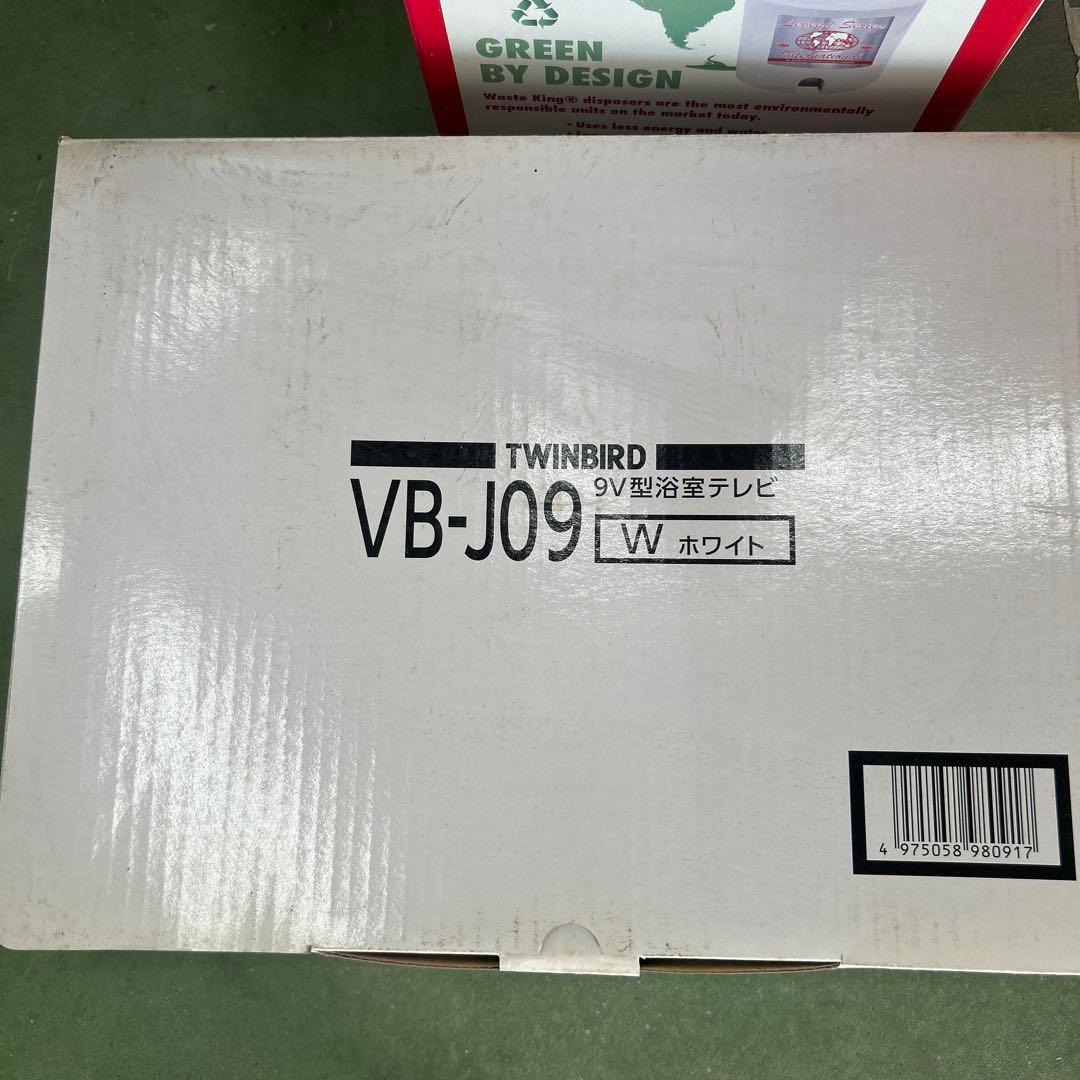 GREEN
BY DESIGN
Waste King® disposers are the most environmentally
responsible units on the market today.
• Uses less energy and water
TWINBIRD
VB-J09
9V型浴室テレビ
W ホワイト
4 975058 980917